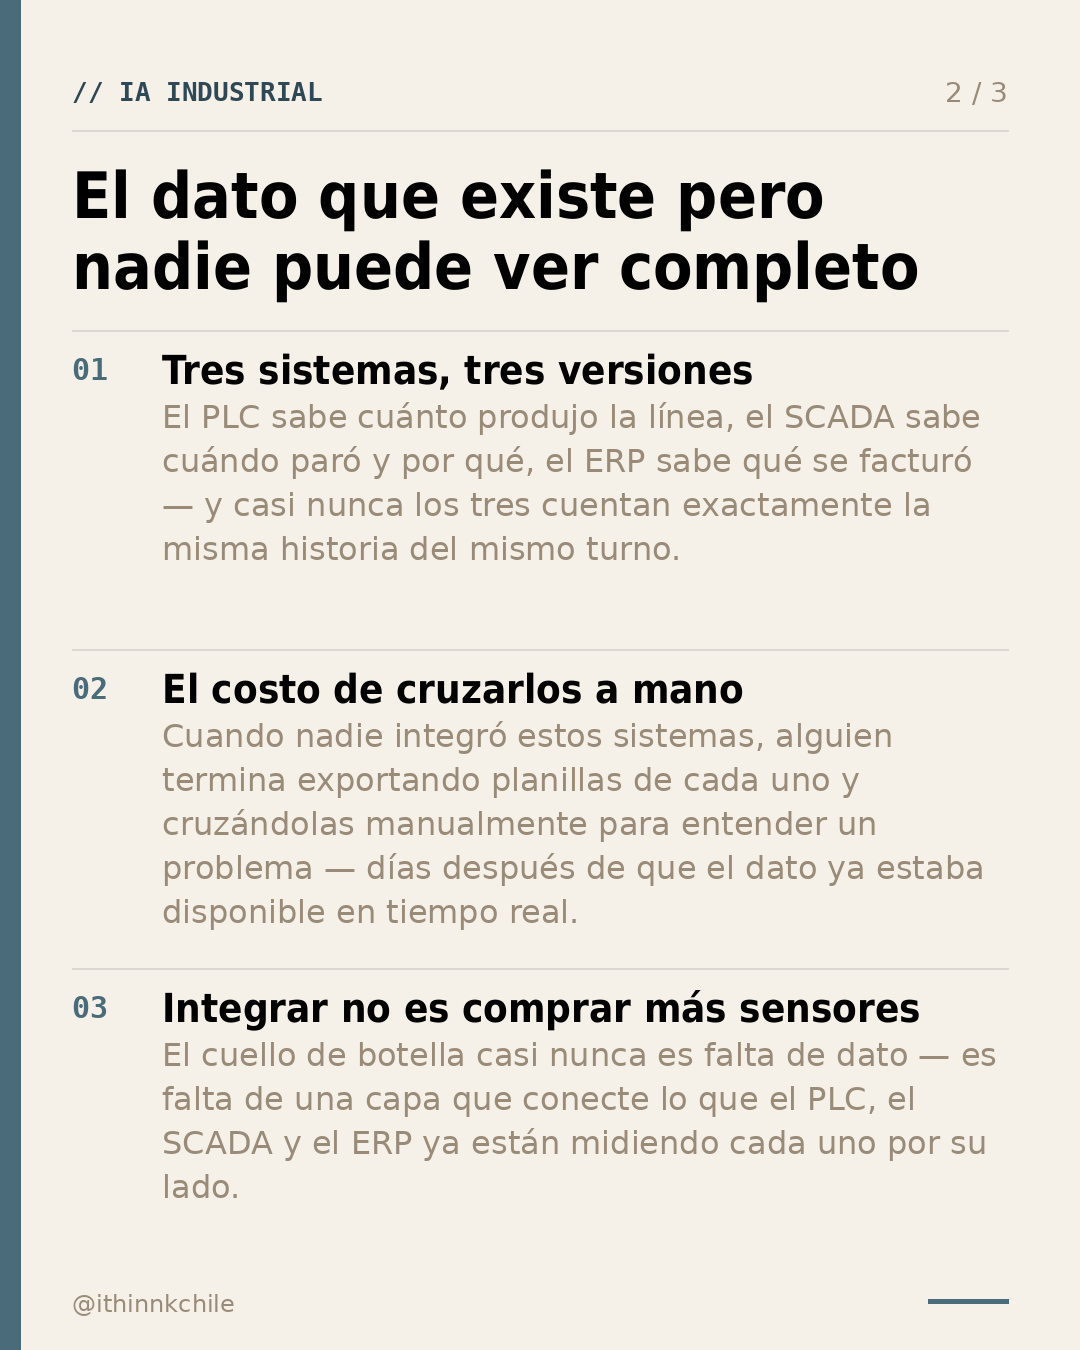 // IA INDUSTRIAL
2 / 3
El dato que existe pero
nadie puede ver completo
01
Tres sistemas, tres versiones
El PLC sabe cuánto produjo la línea, el SCADA sabe
cuándo paró y por qué, el ERP sabe qué se facturó
— y casi nunca los tres cuentan exactamente la
misma historia del mismo turno.
02
El costo de cruzarlos a mano
Cuando nadie integró estos sistemas, alguien
termina exportando planillas de cada uno y
cruzándolas manualmente para entender un
problema — días después de que el dato ya estaba
disponible en tiempo real.
03
Integrar no es comprar más sensores
El cuello de botella casi nunca es falta de dato — es
falta de una capa que conecte lo que el PLC, el
SCADA y el ERP ya están midiendo cada uno por su
lado.
@ithinnkchile